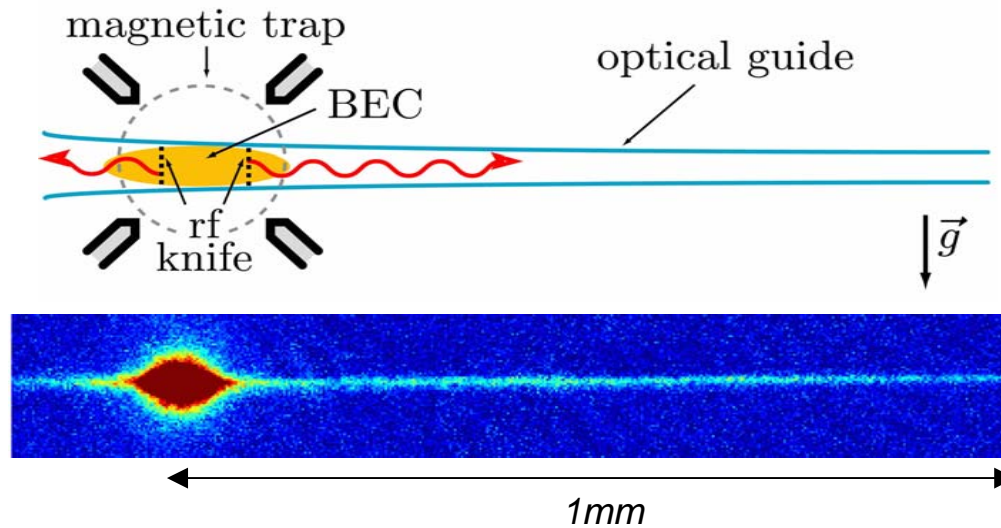 magnetic trap
optical guide
BEC
rf
knife
g
1mm